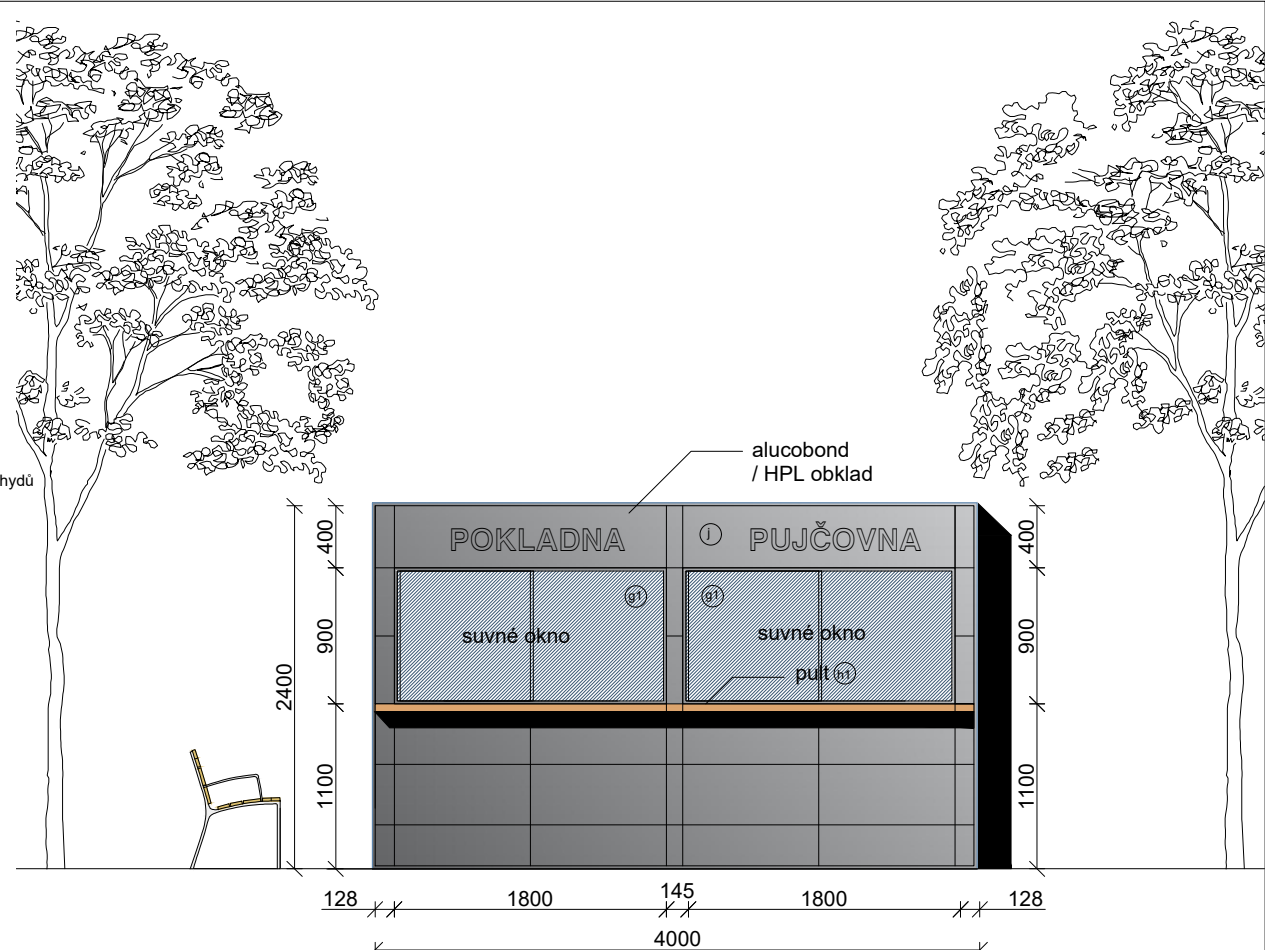 alucobond
/ HPL obklad
hydů
POKLADNA
j
PUJČOVNA
400
400
g1
g1
suvné okno
suvné okno
900
900
pult h1
2400
1100
1100
128
1800
145
1800
128
4000